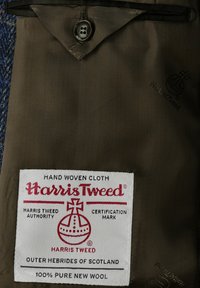 HAND WOVEN CLOTH
Harris Tweed®
HARRIS TWEED CERTIFICATION
AUTHORITY MARK
HARRIS TWEED
OUTER HEBRIDES OF SCOTLAND
100% PURE NEW WOOL